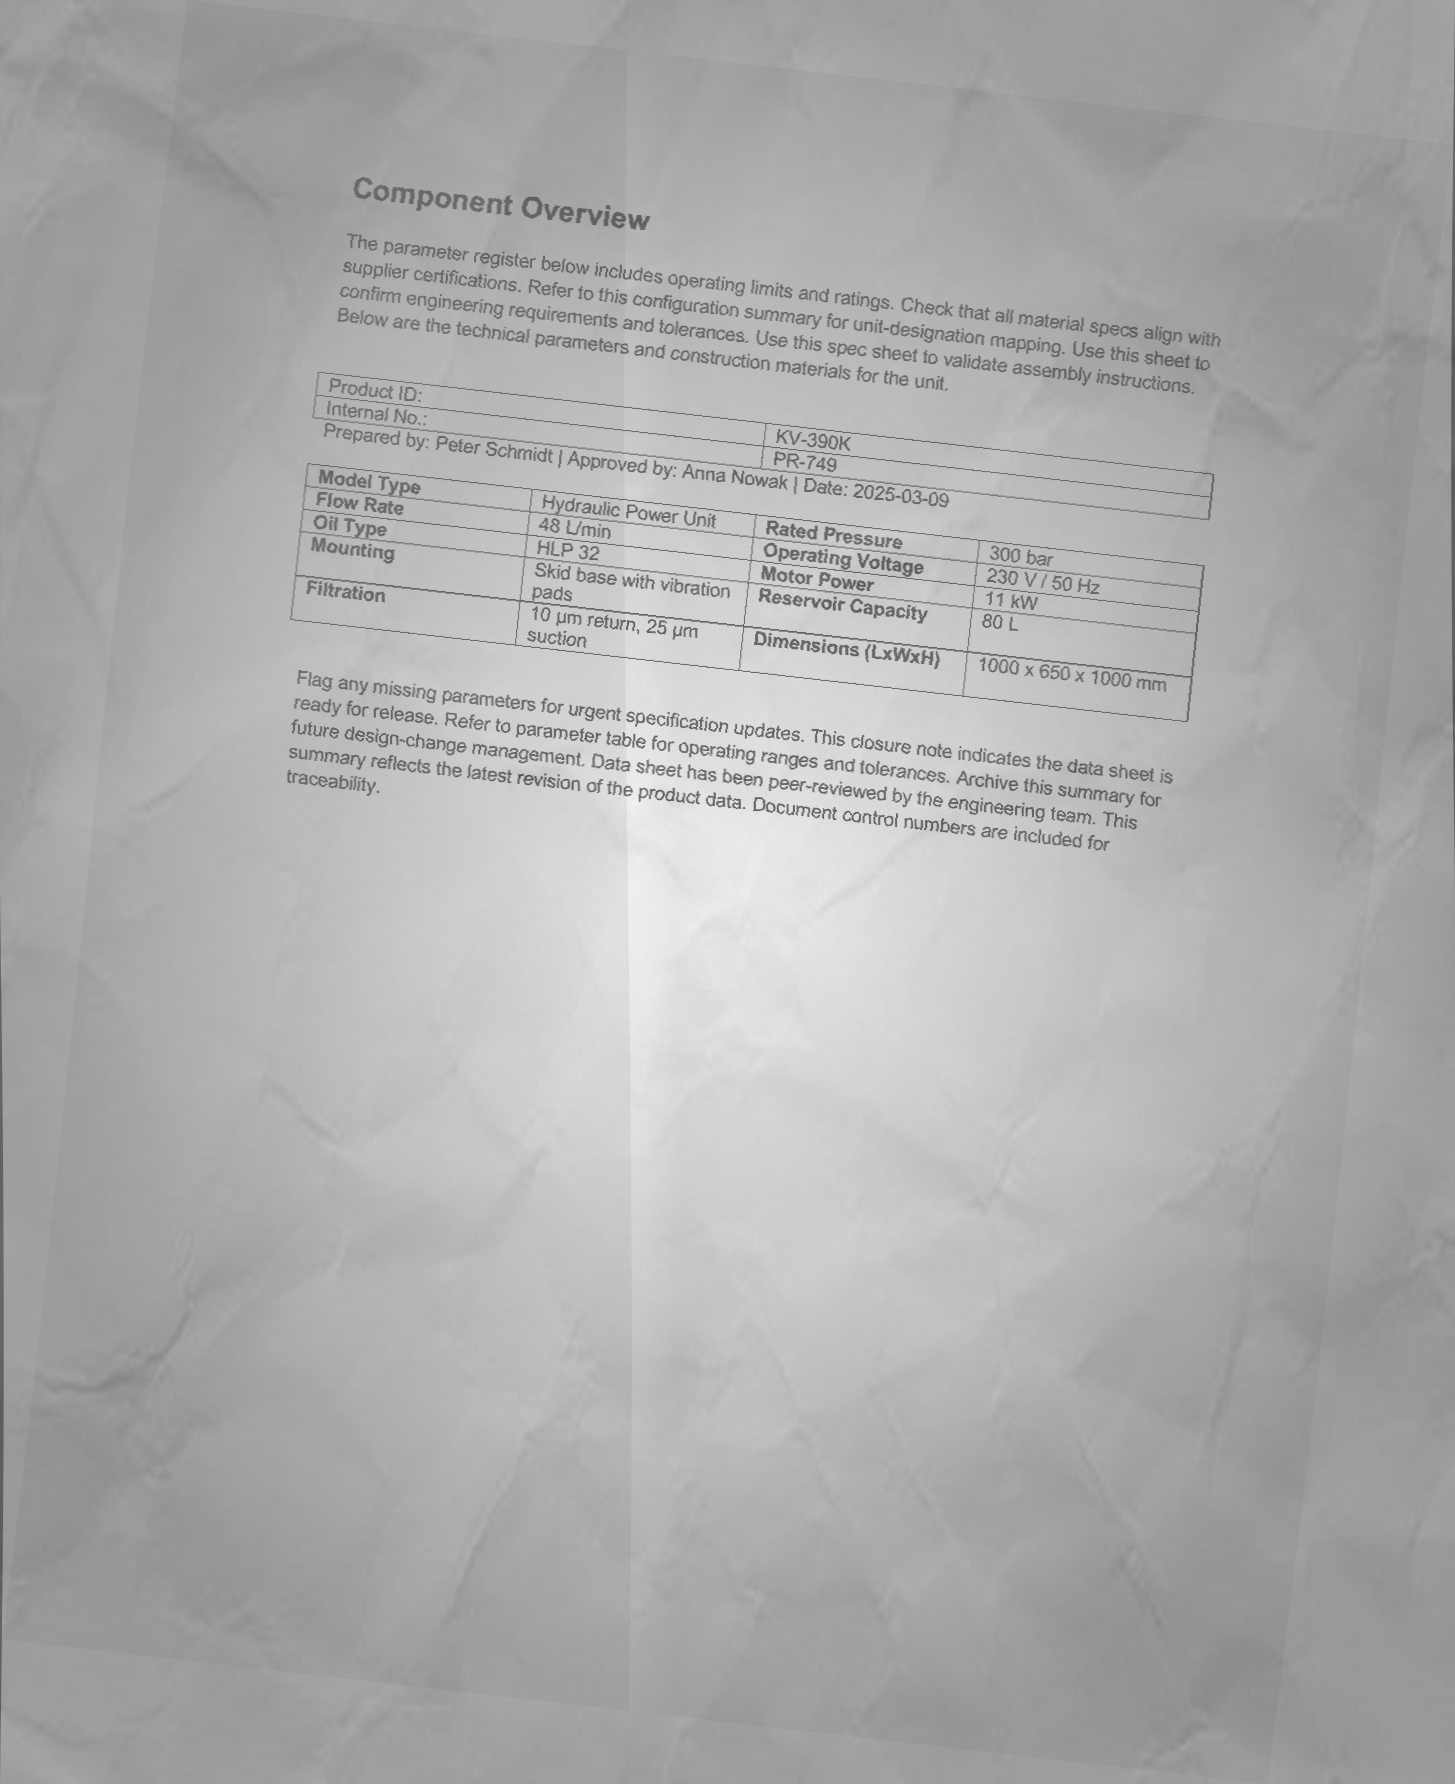 Component Overview
The parameter register below includes operating limits and ratings. Check that all material specs align with
supplier certifications. Refer to this configuration summary for unit-designation mapping. Use this sheet to
confirm engineering requirements and tolerances. Use this spec sheet to validate assembly instructions.
Below are the technical parameters and construction materials for the unit.
Product ID: KV-390K
Internal No.: PR-749
Prepared by: Peter Schmidt | Approved by: Anna Nowak | Date: 2025-03-09
Model Type Hydraulic Power Unit Rated Pressure 300 bar
Flow Rate 48 L/min Operating Voltage 230 V / 50 Hz
Oil Type HLP 32 Motor Power 11 kW
Mounting Skid base with vibration Reservoir Capacity 80 L
pads
Filtration 10 µm return, 25 µm Dimensions (LxWxH) 1000 x 650 x 1000 mm
suction
Flag any missing parameters for urgent specification updates. This closure note indicates the data sheet is
ready for release. Refer to parameter table for operating ranges and tolerances. Archive this summary for
future design-change management. Data sheet has been peer-reviewed by the engineering team. This
summary reflects the latest revision of the product data. Document control numbers are included for
traceability.